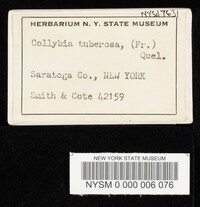 NYSd7631
HERBARIUM N. Y. STATE MUSEUM
Collybia tuberosa, (Fr.)
Quel.
Saratoga Co., NEW YORK
Smith & Cote 42159
NEW YORK STATE MUSEUM
NYSM 0 000 006 076